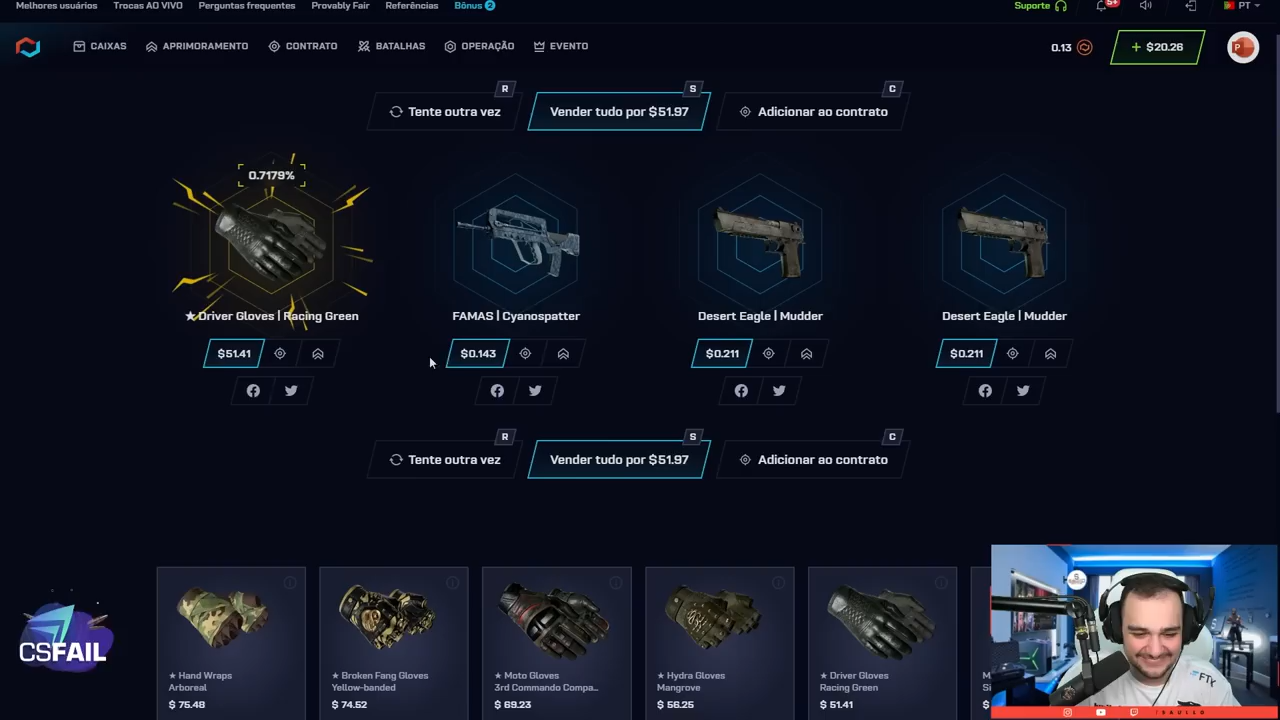 Melhores usuários Trocas AO VIVO Perguntas frequentes Provably Fair Referências Bônus 2 Suporte 5+ PT
CAIXAS APRIMORAMENTO CONTRATO BATALHAS OPERAÇÃO EVENTO 0.13 + $20.26 P
R S C
Tente outra vez Vender tudo por $51.97 Adicionar ao contrato
0.7179%
★ Driver Gloves | Racing Green FAMAS | Cyanospatter Desert Eagle | Mudder Desert Eagle | Mudder
$51.41 $0.143 $0.211 $0.211
R S C
Tente outra vez Vender tudo por $51.97 Adicionar ao contrato
CSFAIL
★ Hand Wraps
Arboreal
$ 75.48
★ Broken Fang Gloves
Yellow-banded
$ 74.52
★ Moto Gloves
3rd Commando Compa...
$ 69.23
★ Hydra Gloves
Mangrove
$ 56.25
★ Driver Gloves
Racing Green
$ 51.41
FTX